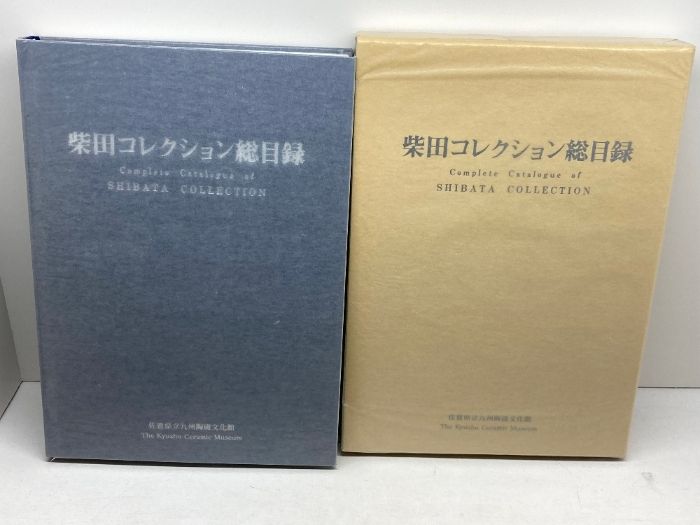 柴田コレクション総目録
Complete Catalogue of
SHIBATA COLLECTION
佐賀県立九州陶磁文化館
The Kyushu Ceramic Museum
柴田コレクション総目録
Complete Catalogue of
SHIBATA COLLECTION
佐賀県立九州陶磁文化館
The Kyushu Ceramic Museum